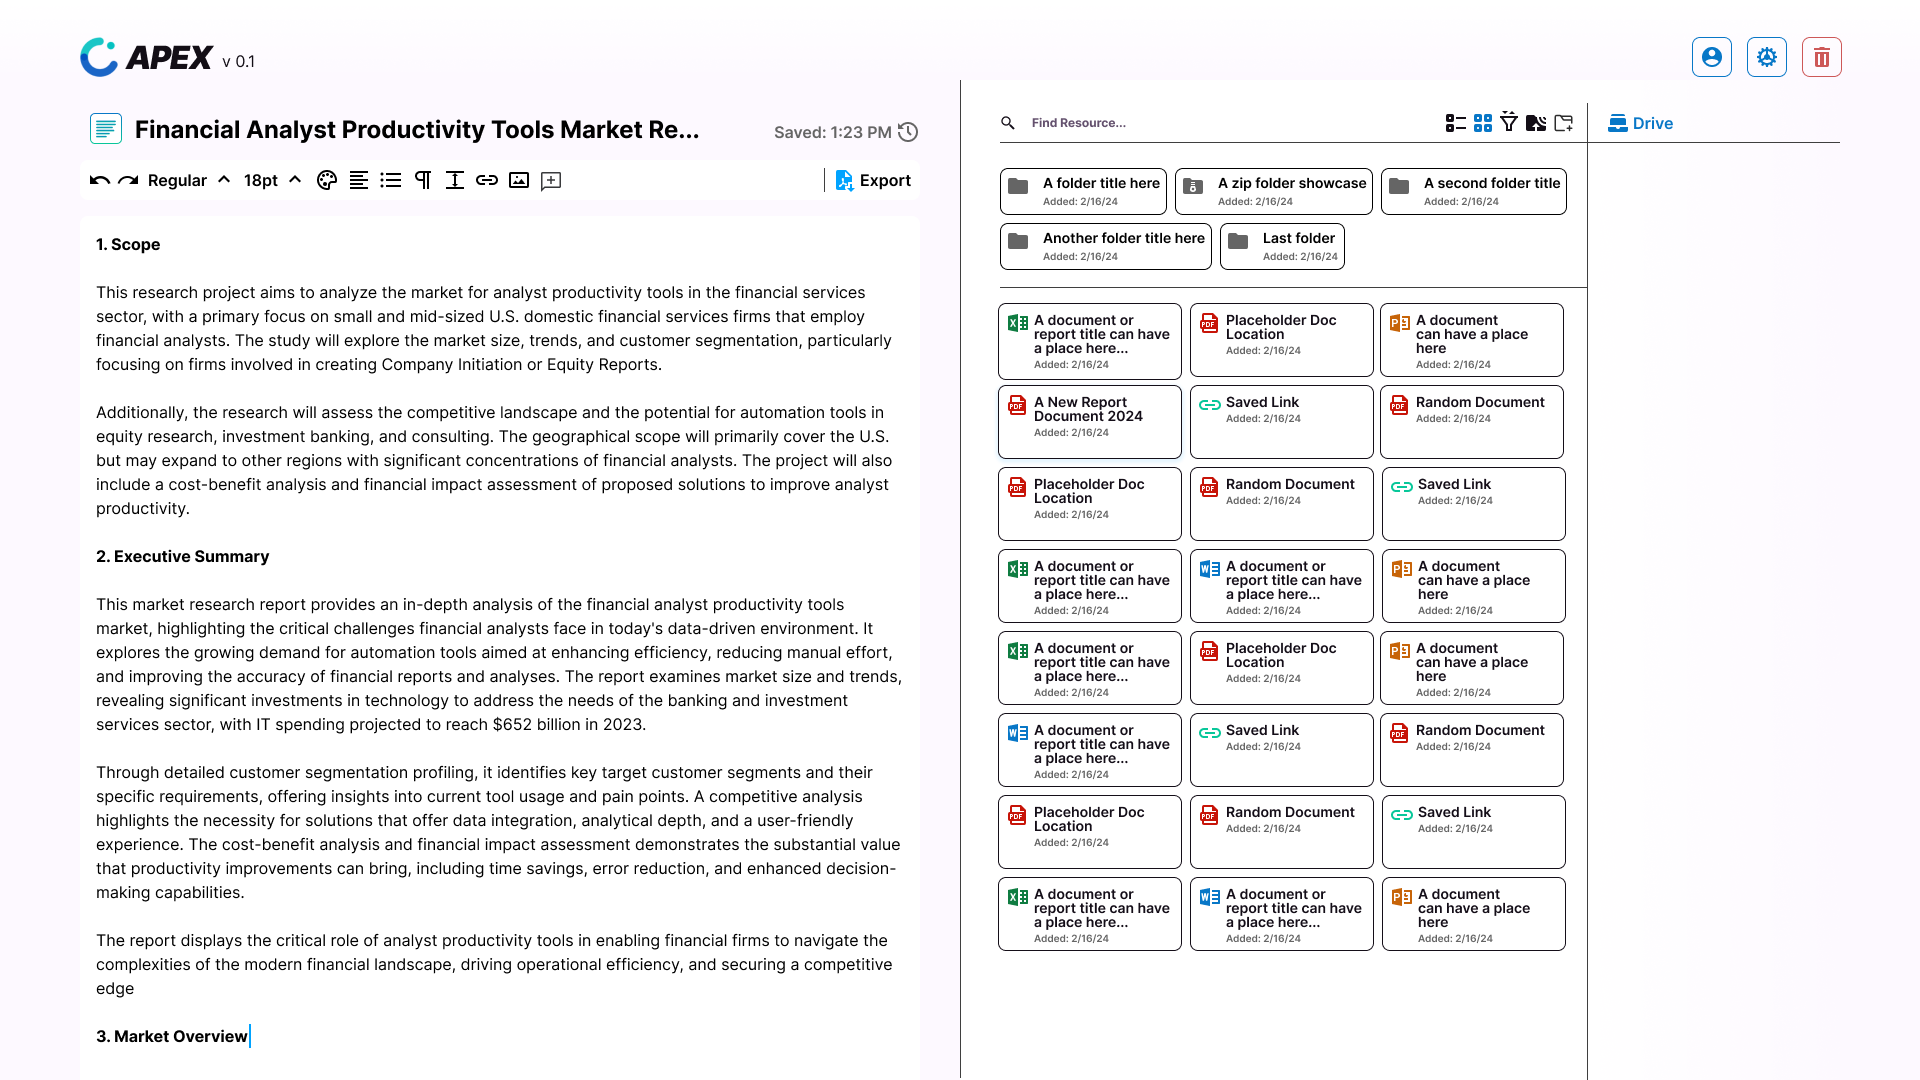 APEX v 0.1
Financial Analyst Productivity Tools Market Re...
Saved: 1:23 PM
Regular 18pt Export
1. Scope
This research project aims to analyze the market for analyst productivity tools in the financial services
sector, with a primary focus on small and mid-sized U.S. domestic financial services firms that employ
financial analysts. The study will explore the market size, trends, and customer segmentation, particularly
focusing on firms involved in creating Company Initiation or Equity Reports.
Additionally, the research will assess the competitive landscape and the potential for automation tools in
equity research, investment banking, and consulting. The geographical scope will primarily cover the U.S.
but may expand to other regions with significant concentrations of financial analysts. The project will also
include a cost-benefit analysis and financial impact assessment of proposed solutions to improve analyst
productivity.
2. Executive Summary
This market research report provides an in-depth analysis of the financial analyst productivity tools
market, highlighting the critical challenges financial analysts face in today's data-driven environment. It
explores the growing demand for automation tools aimed at enhancing efficiency, reducing manual effort,
and improving the accuracy of financial reports and analyses. The report examines market size and trends,
revealing significant investments in technology to address the needs of the banking and investment
services sector, with IT spending projected to reach $652 billion in 2023.
Through detailed customer segmentation profiling, it identifies key target customer segments and their
specific requirements, offering insights into current tool usage and pain points. A competitive analysis
highlights the necessity for solutions that offer data integration, analytical depth, and a user-friendly
experience. The cost-benefit analysis and financial impact assessment demonstrates the substantial value
that productivity improvements can bring, including time savings, error reduction, and enhanced decision-
making capabilities.
The report displays the critical role of analyst productivity tools in enabling financial firms to navigate the
complexities of the modern financial landscape, driving operational efficiency, and securing a competitive
edge
3. Market Overview
Find Resource...
Drive
A folder title here
Added: 2/16/24
A zip folder showcase
Added: 2/16/24
A second folder title
Added: 2/16/24
Another folder title here
Added: 2/16/24
Last folder
Added: 2/16/24
A document or
report title can have
a place here...
Added: 2/16/24
PDF
Placeholder Doc
Location
Added: 2/16/24
A document
can have a place
here
Added: 2/16/24
PDF
A New Report
Document 2024
Added: 2/16/24
Saved Link
Added: 2/16/24
PDF
Random Document
Added: 2/16/24
PDF
Placeholder Doc
Location
Added: 2/16/24
PDF
Random Document
Added: 2/16/24
Saved Link
Added: 2/16/24
A document or
report title can have
a place here...
Added: 2/16/24
A document or
report title can have
a place here...
Added: 2/16/24
A document
can have a place
here
Added: 2/16/24
A document or
report title can have
a place here...
Added: 2/16/24
PDF
Placeholder Doc
Location
Added: 2/16/24
A document
can have a place
here
Added: 2/16/24
A document or
report title can have
a place here...
Added: 2/16/24
Saved Link
Added: 2/16/24
PDF
Random Document
Added: 2/16/24
PDF
Placeholder Doc
Location
Added: 2/16/24
PDF
Random Document
Added: 2/16/24
Saved Link
Added: 2/16/24
A document or
report title can have
a place here...
Added: 2/16/24
A document or
report title can have
a place here...
Added: 2/16/24
A document
can have a place
here
Added: 2/16/24